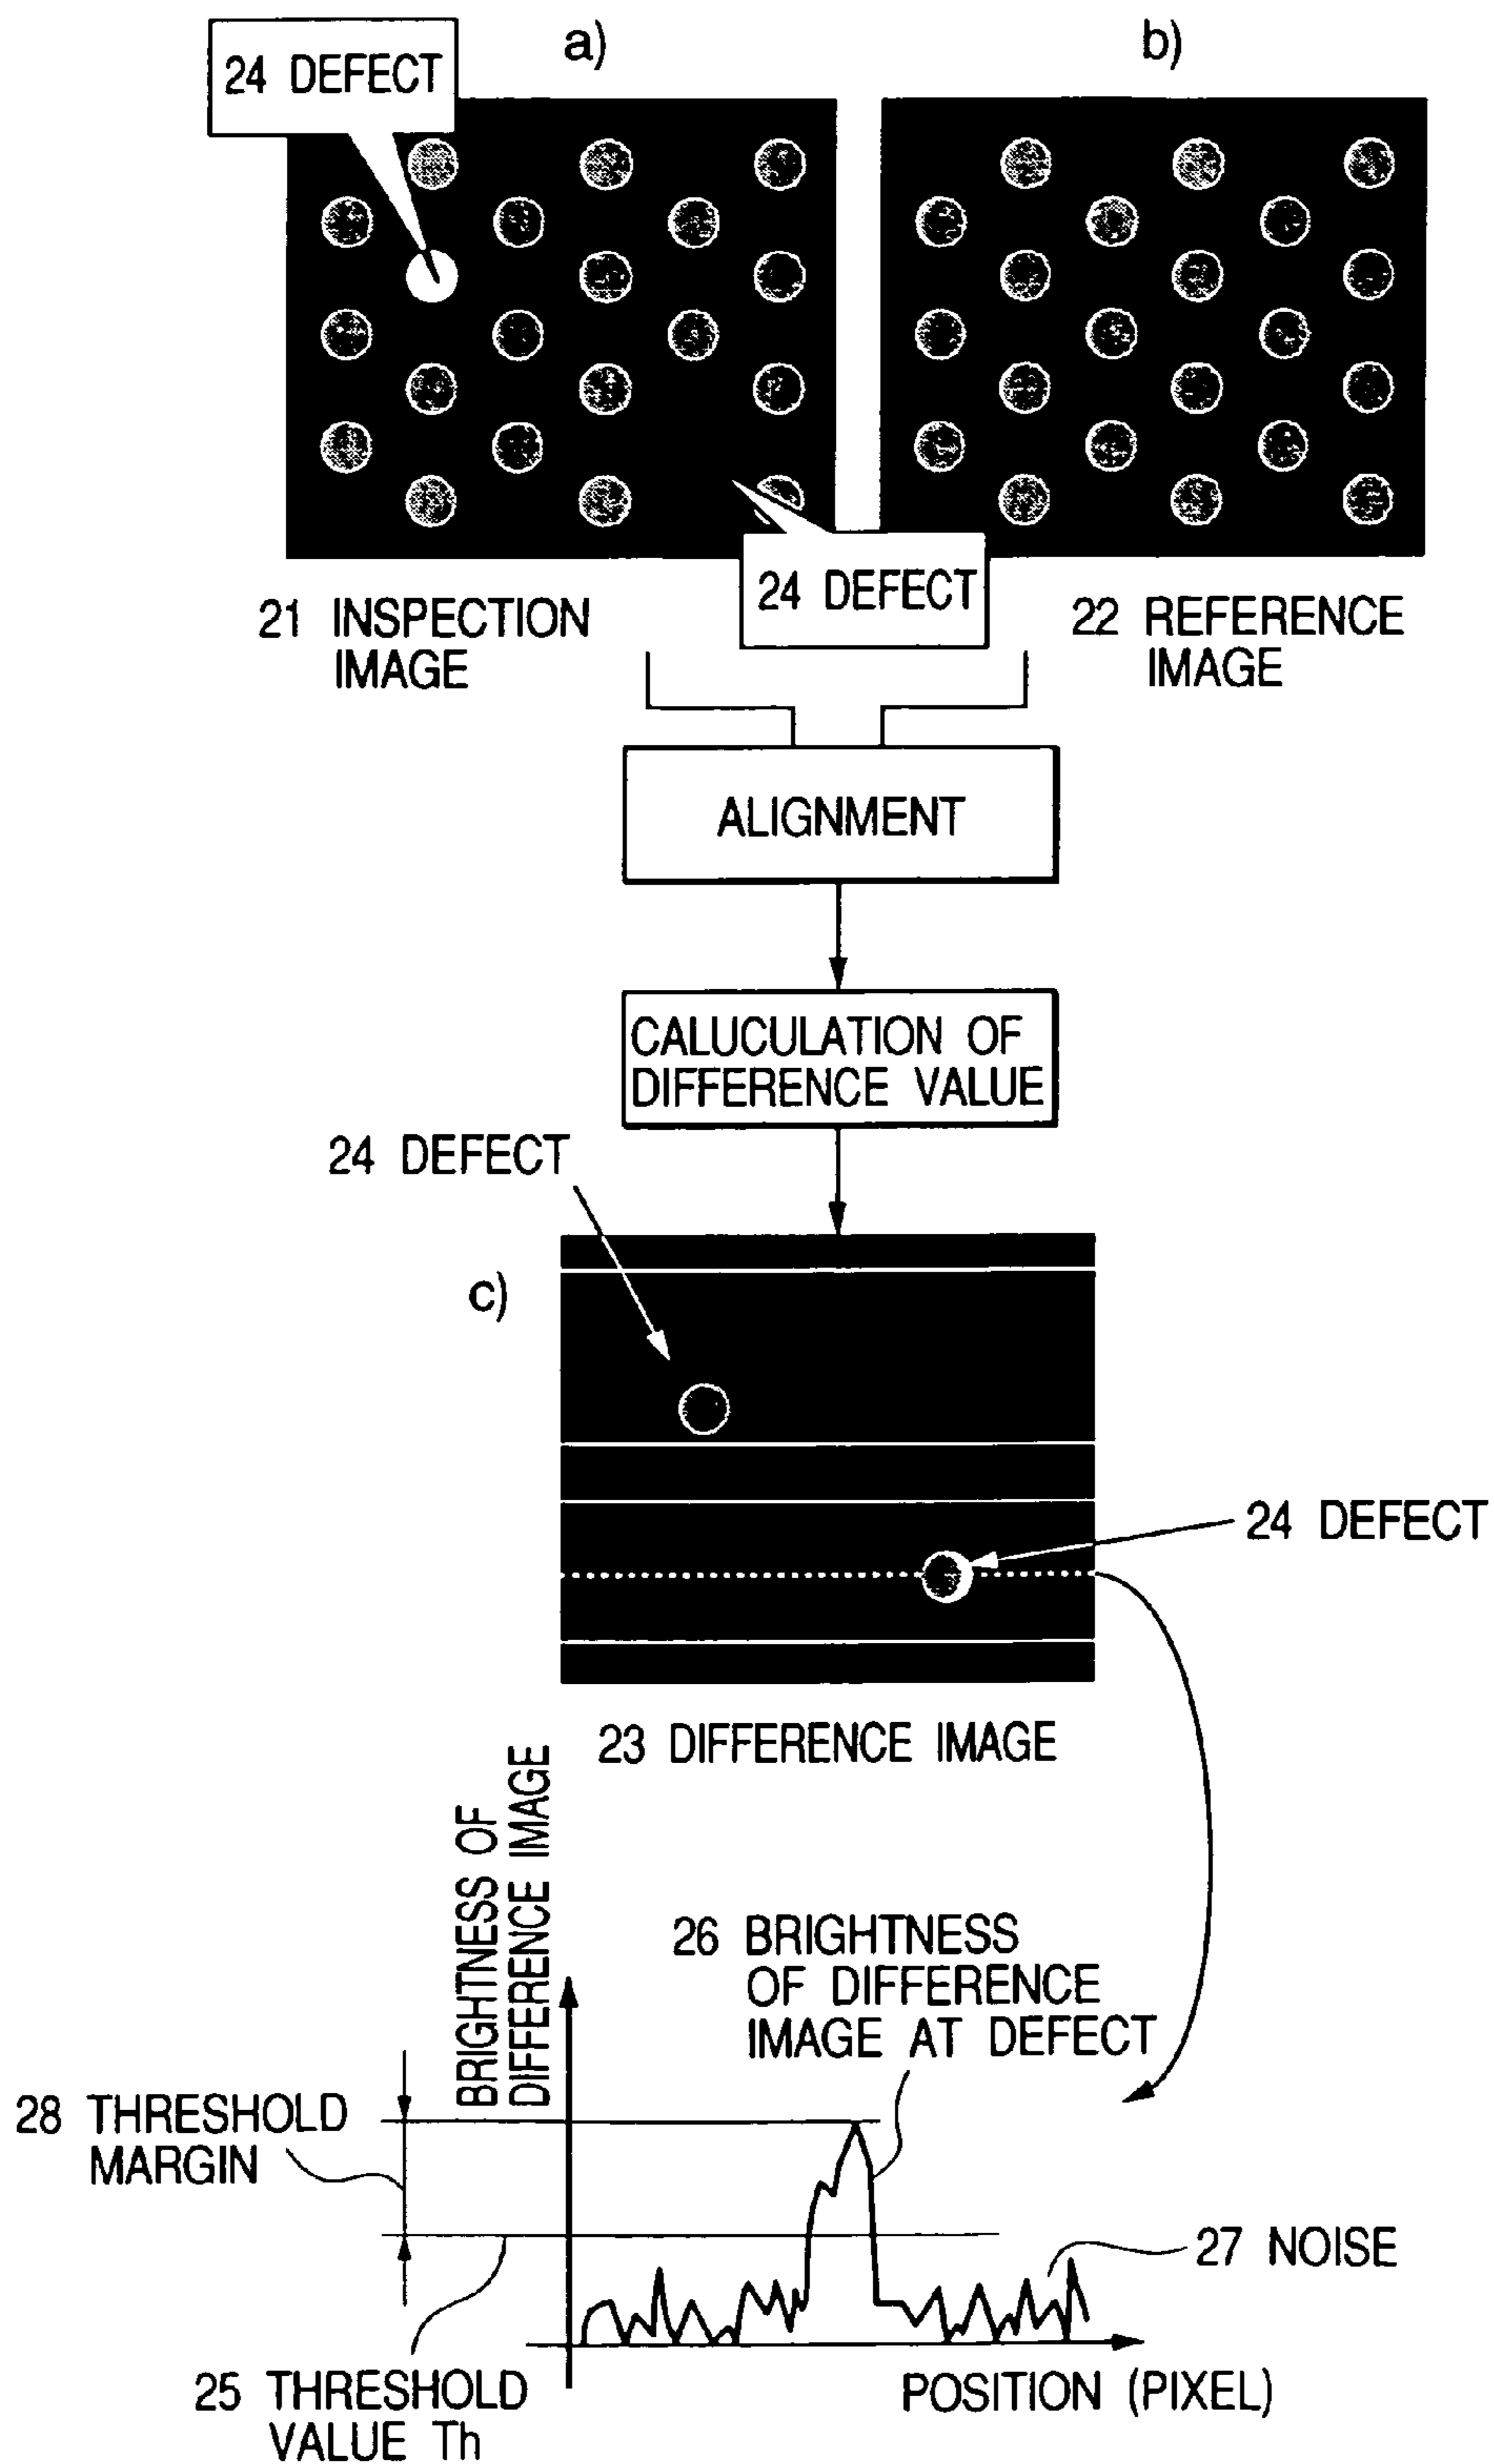 a)
b)
24 DEFECT
24 DEFECT
21 INSPECTION
IMAGE
22 REFERENCE
IMAGE
ALIGNMENT
CALUCULATION OF
DIFFERENCE VALUE
24 DEFECT
c)
24 DEFECT
23 DIFFERENCE IMAGE
BRIGHTNESS OF
DIFFERENCE IMAGE
26 BRIGHTNESS
OF DIFFERENCE
IMAGE AT DEFECT
28 THRESHOLD
MARGIN
27 NOISE
25 THRESHOLD
VALUE Th
POSITION (PIXEL)